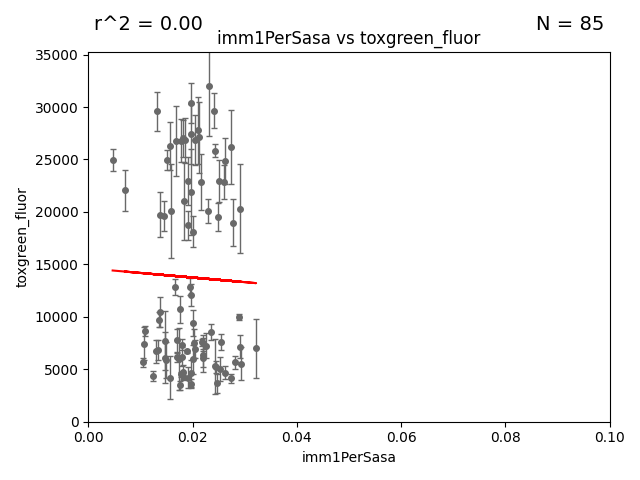 r^2 = 0.00
N = 85
imm1PerSasa vs toxgreen_fluor
35000
30000
25000
20000
15000
10000
5000
0
toxgreen_fluor
0.00
0.02
0.04
0.06
0.08
0.10
imm1PerSasa